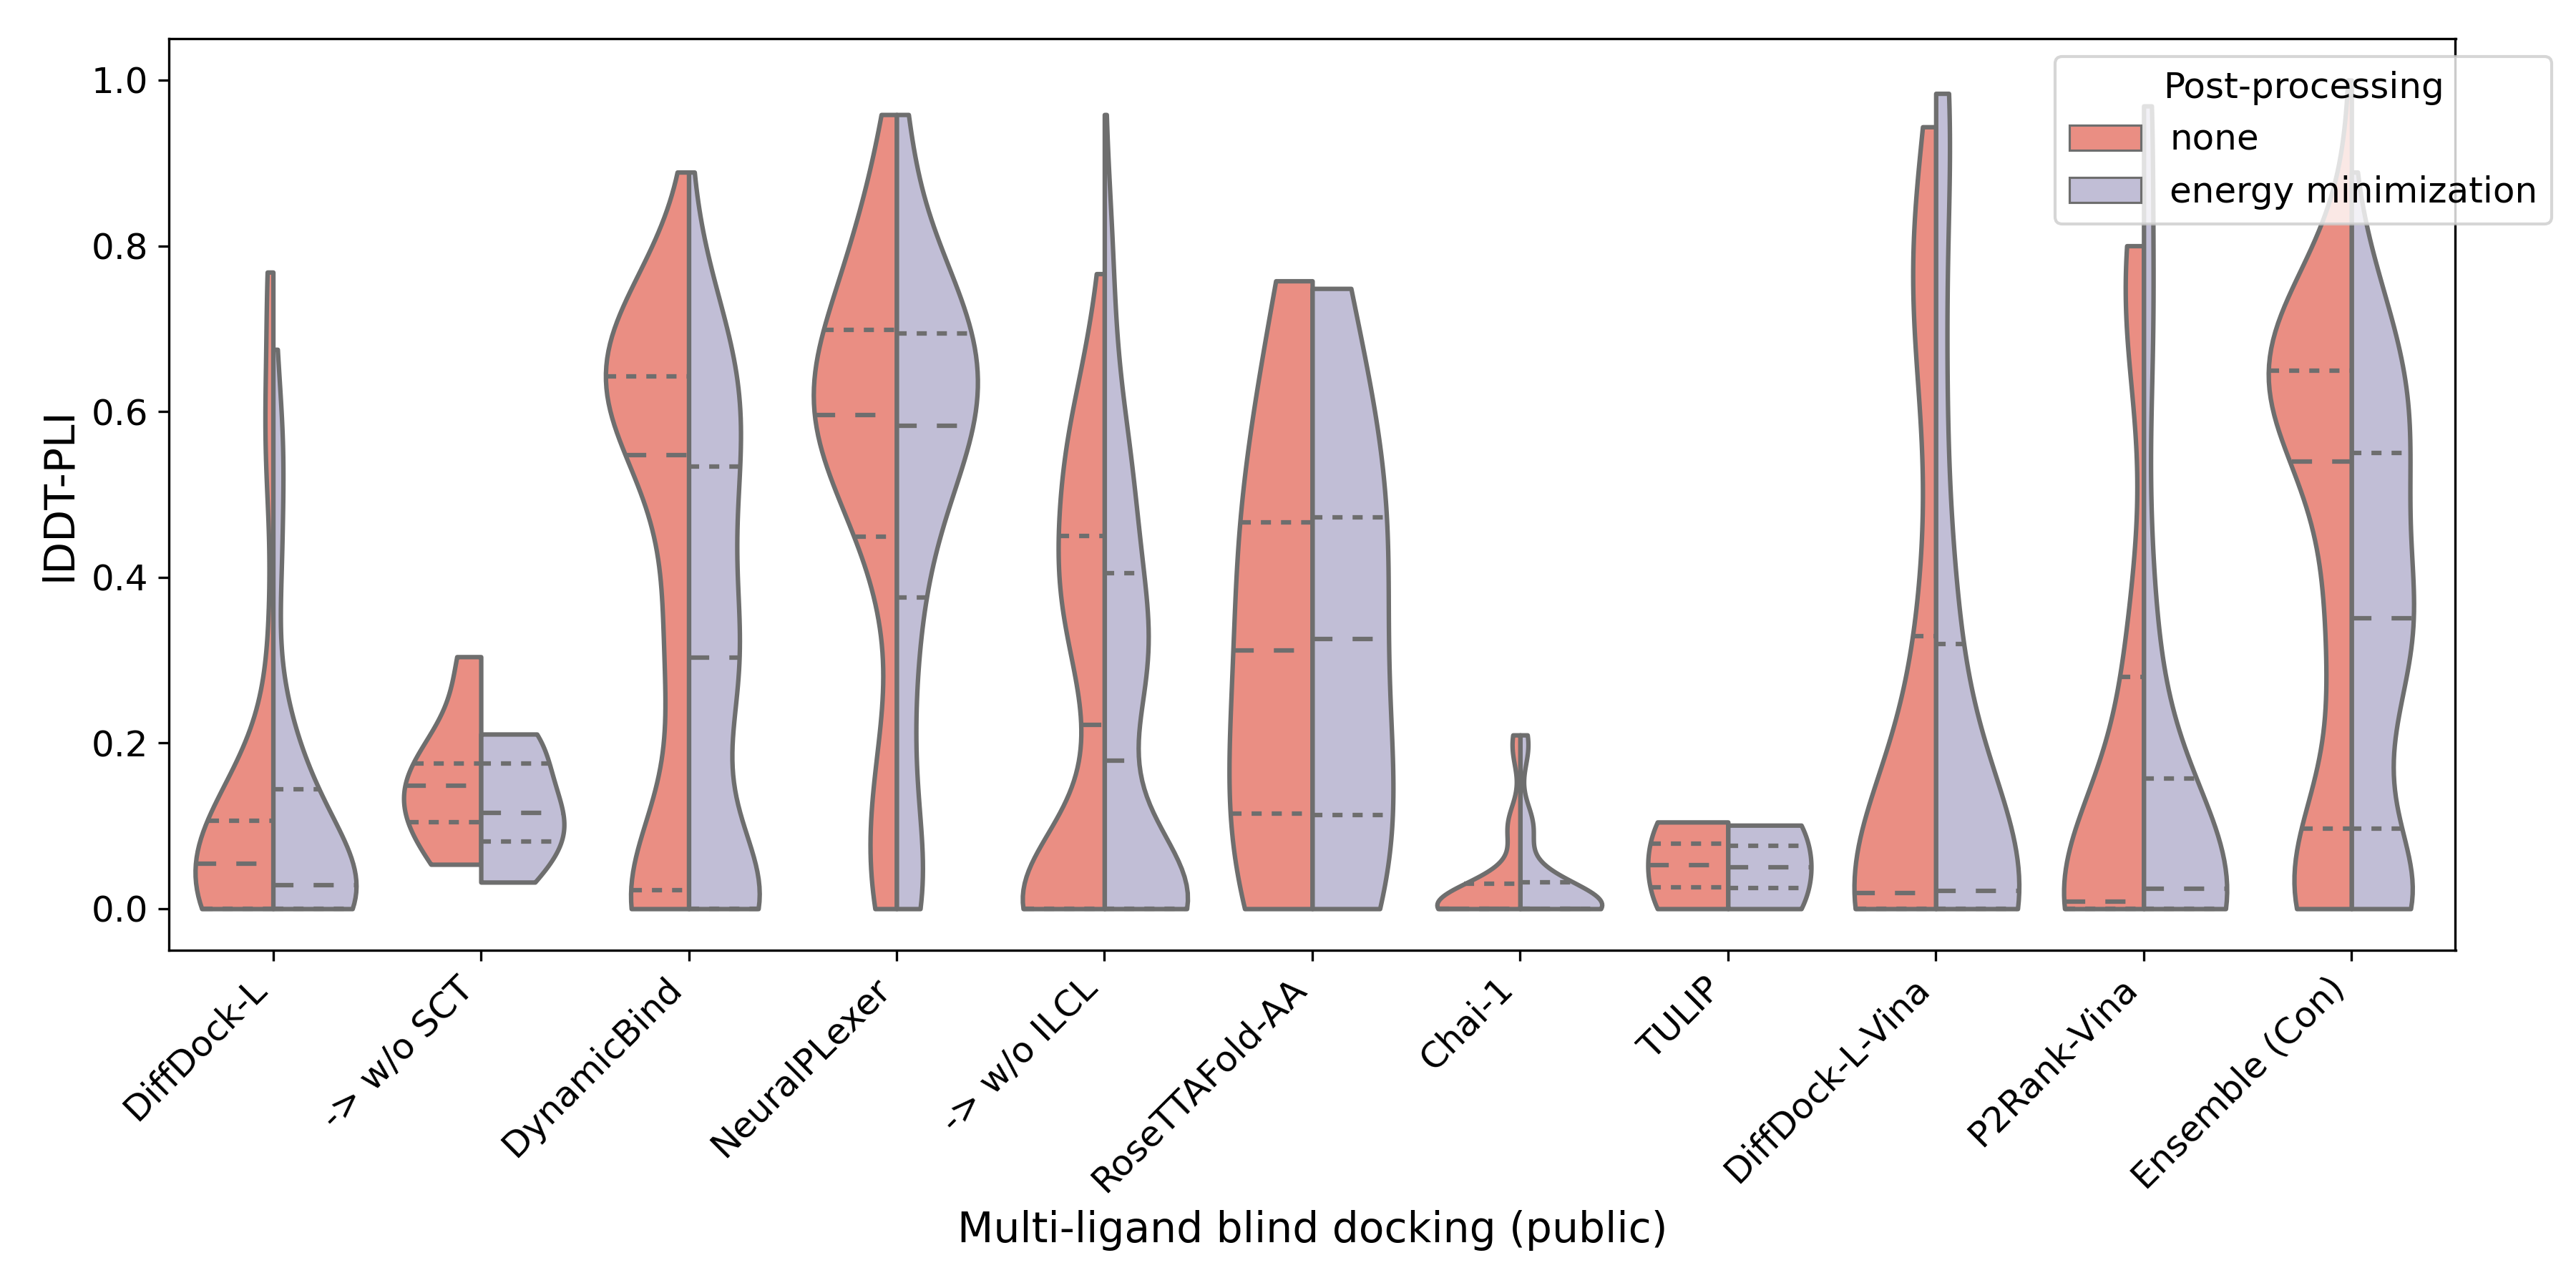 Post-processing
none
energy minimization
lDDT-PLI
1.0
0.8
0.6
0.4
0.2
0.0
DiffDock-L
-> w/o SCT
DynamicBind
NeuralPLexer
-> w/o ILCL
RoseTTAFold-AA
Chai-1
TULIP
DiffDock-L-Vina
P2Rank-Vina
Ensemble (Con)
Multi-ligand blind docking (public)